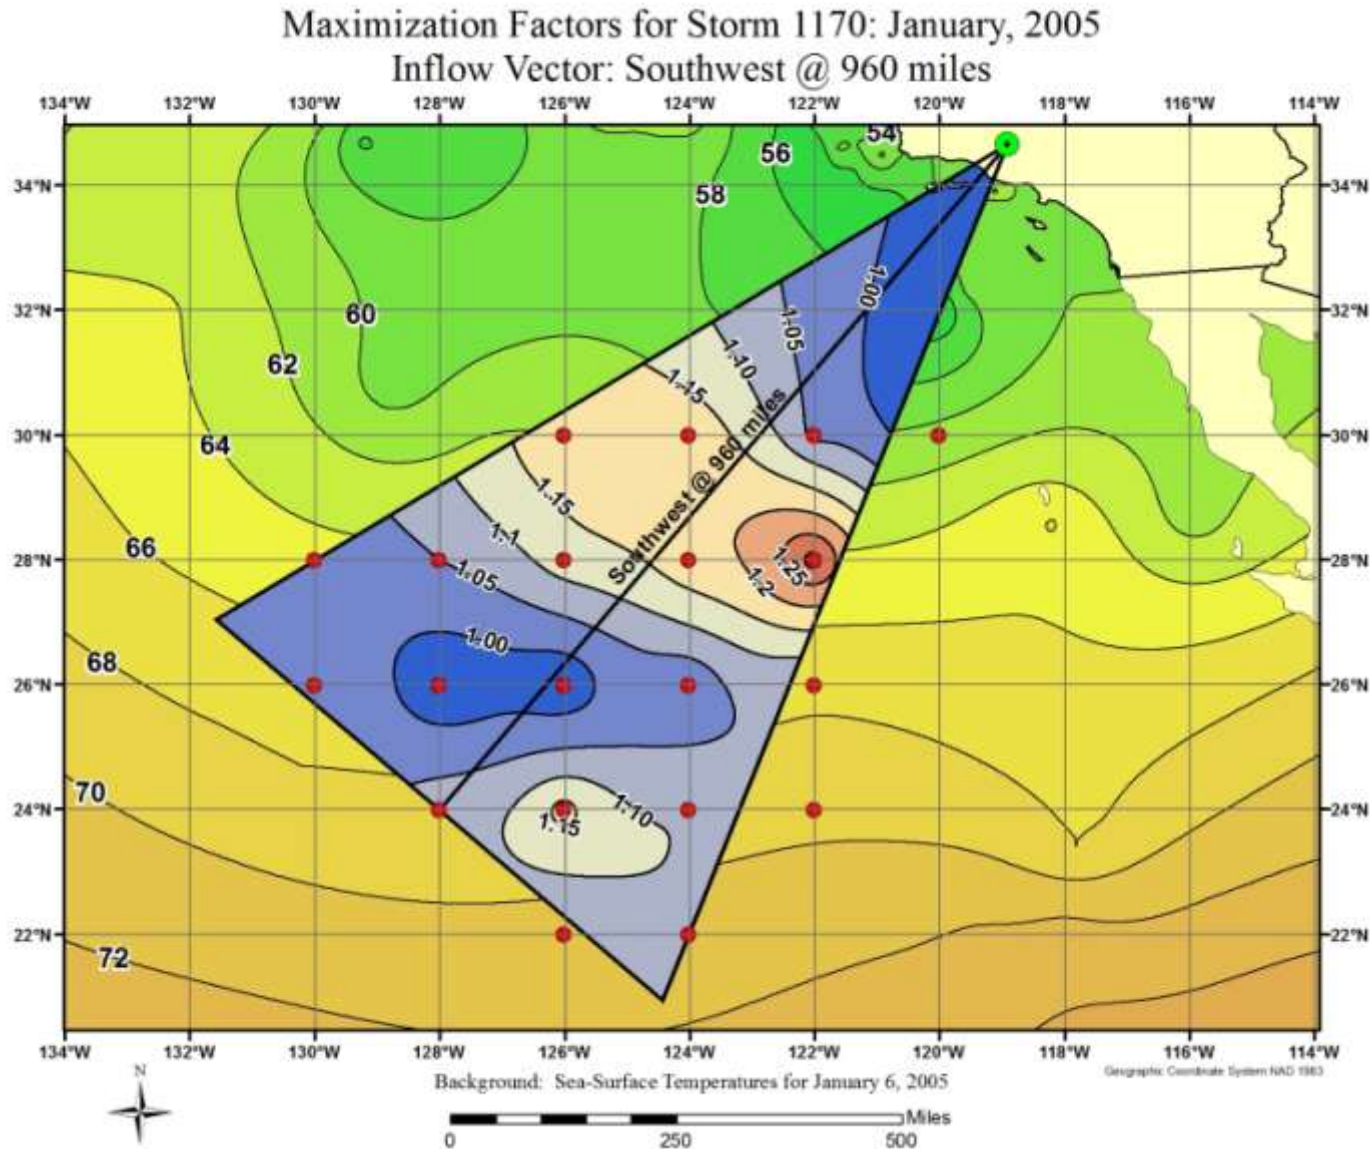 Maximization Factors for Storm 1170: January, 2005
Inflow Vector: Southwest @ 960 miles
134°W 132°W 130°W 128°W 126°W 124°W 122°W 120°W 118°W 116°W 114°W
54
56
34°N 58 34°N
1.00
32°N 60 1.05 32°N
62 1.10
1.15
30°N 64 30°N
Southwest @ 960 miles
1.15
66 1.1
28°N 1.25 28°N
1.05 1.2
1.00
68
26°N 26°N
70
24°N 1.10 24°N
1.15
22°N 22°N
72
134°W 132°W 130°W 128°W 126°W 124°W 122°W 120°W 118°W 116°W 114°W
Geographic Coordinate System NAD 1983
N
Background: Sea-Surface Temperatures for January 6, 2005
Miles
0 250 500